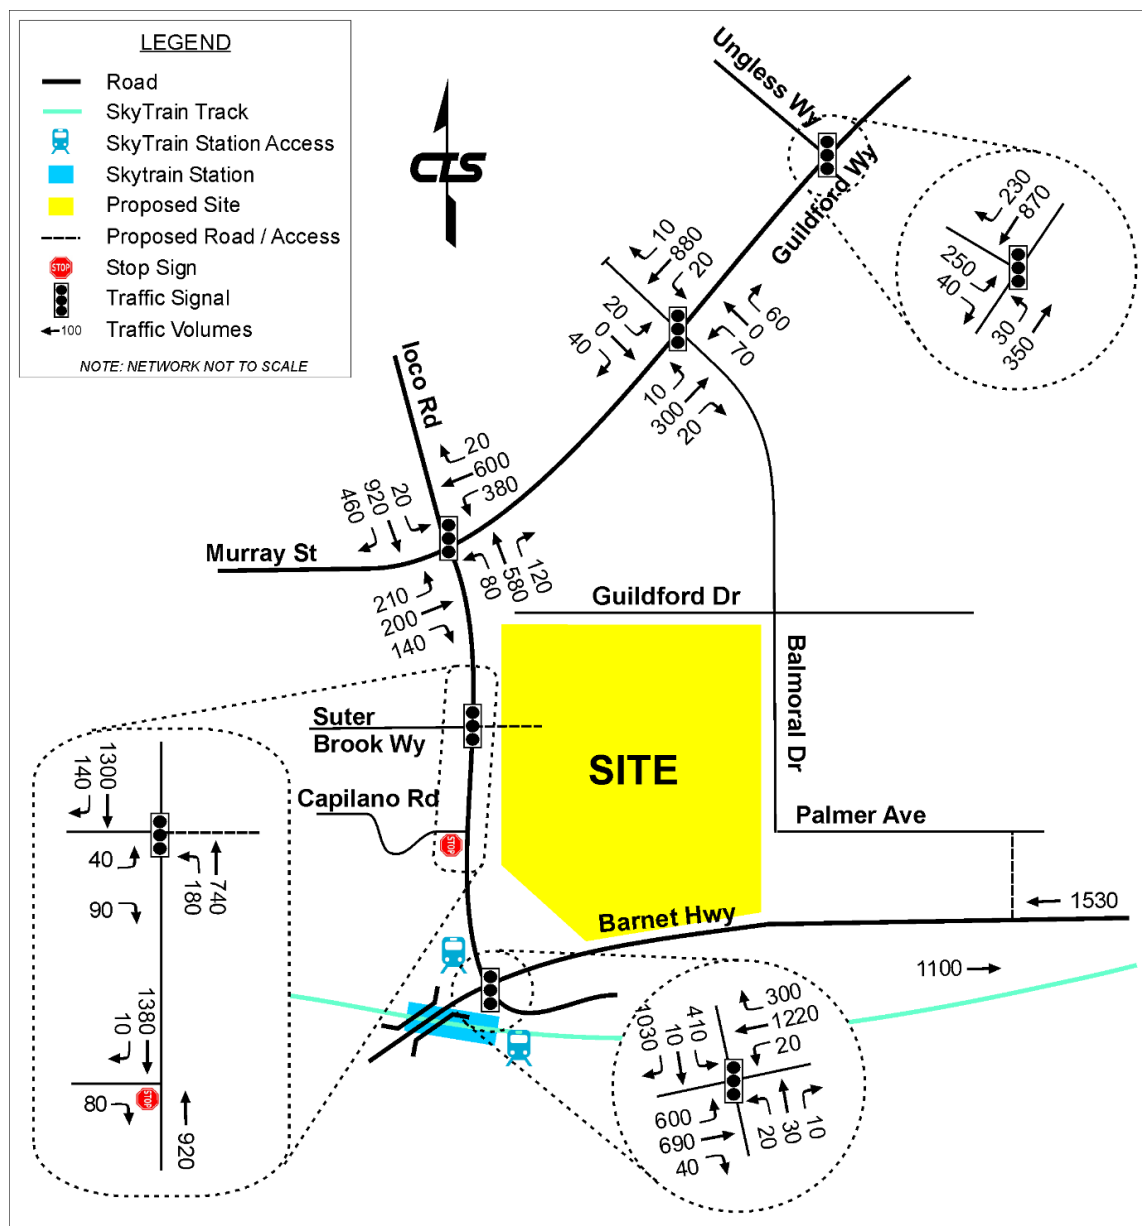 LEGEND
Road
SkyTrain Track
SkyTrain Station Access
Skytrain Station
Proposed Site
Proposed Road / Access
STOP
Stop Sign
Traffic Signal
100
Traffic Volumes
NOTE: NETWORK NOT TO SCALE
CTS
Ungless Wy
Guildford Wy
230
870
250
40
30
350
10
880
20
20
0
40
60
0
70
10
300
20
Ioco Rd
20
600
380
20
920
460
Murray St
120
580
80
210
200
140
Guildford Dr
Balmoral Dr
Suter
Brook Wy
SITE
Capilano Rd
STOP
Palmer Ave
Barnet Hwy
1530
1100
1300
140
40
740
180
90
1380
10
80
STOP
920
300
1220
20
410
10
1030
600
690
40
10
30
20